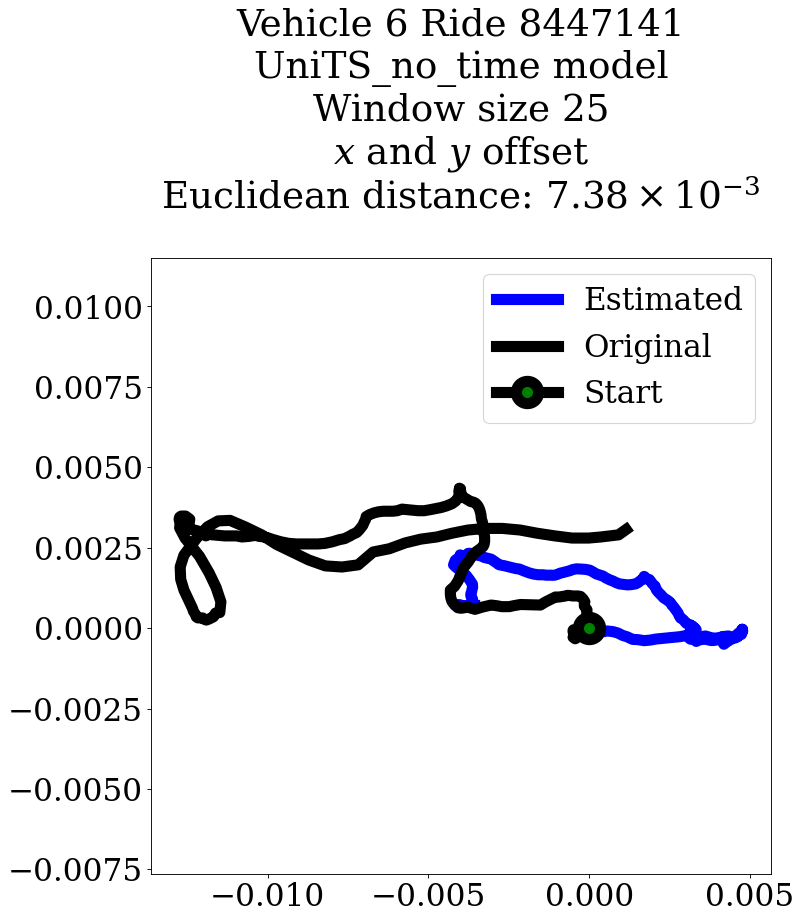 Vehicle 6 Ride 8447141
UniTS_no_time model
Window size 25
x and y offset
Euclidean distance: 7.38 × 10⁻³
Estimated
Original
Start
0.0100
0.0075
0.0050
0.0025
0.0000
−0.0025
−0.0050
−0.0075
−0.010
−0.005
0.000
0.005